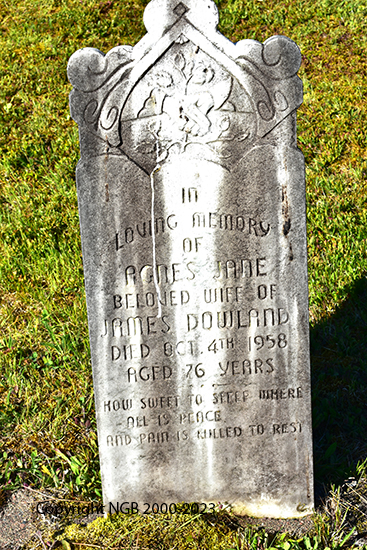 IN
LOVING MEMORY
OF
AGNES JANE
BELOVED WIFE OF
JAMES DOWLAND
DIED OCT. 4TH 1958
AGED 76 YEARS
HOW SWEET TO SLEEP WHERE
ALL IS PEACE
AND PAIN IS LULLED TO REST
Copyright NGB 2000-2023